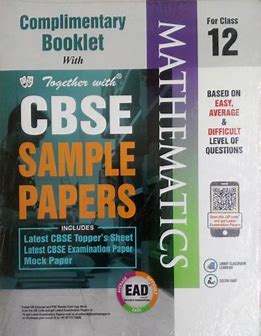 Complimentary
Booklet
With
Together with®
CBSE
SAMPLE
PAPERS
INCLUDES
Latest CBSE Topper's Sheet
Latest CBSE Examination Paper
Mock Paper
MATHEMATICS
For Class
12
BASED ON
EASY,
AVERAGE
&
DIFFICULT
LEVEL OF
QUESTIONS
EAD